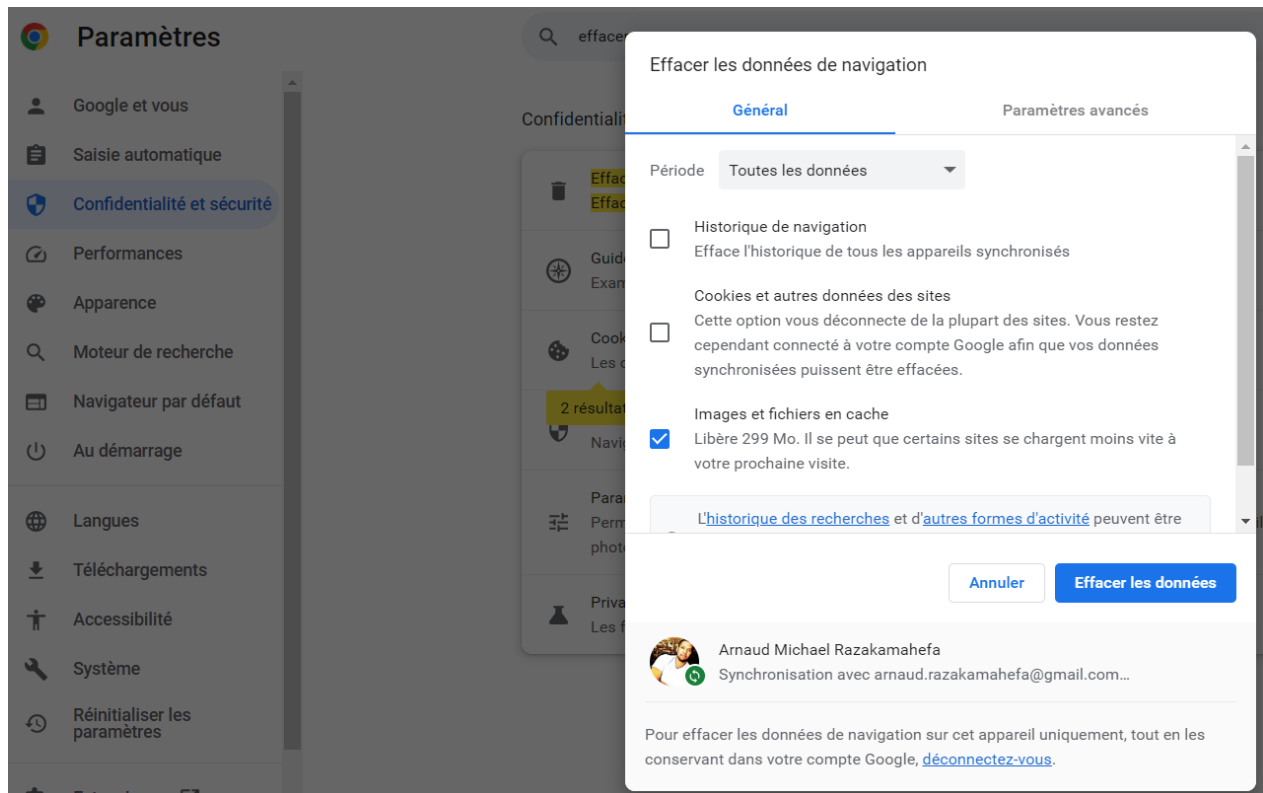 Paramètres
effacer
Google et vous
Saisie automatique
Confidentialité et sécurité
Performances
Apparence
Moteur de recherche
Navigateur par défaut
Au démarrage
Langues
Téléchargements
Accessibilité
Système
Réinitialiser les
paramètres
2
Les
Effacer les données de navigation
Général
Paramètres avancés
Période Toutes les données
Historique de navigation
Efface l'historique de tous les appareils synchronisés
Cookies et autres données des sites
Cette option vous déconnecte de la plupart des sites. Vous restez
cependant connecté à votre compte Google afin que vos données
synchronisées puissent être effacées.
Images et fichiers en cache
Libère 299 Mo. Il se peut que certains sites se chargent moins vite à
votre prochaine visite.
L'historique des recherches et d'autres formes d'activité peuvent être
Annuler
Effacer les données
Arnaud Michael Razakamahefa
Synchronisation avec arnaud.razakamahefa@gmail.com...
Pour effacer les données de navigation sur cet appareil uniquement, tout en les
conservant dans votre compte Google, déconnectez-vous.